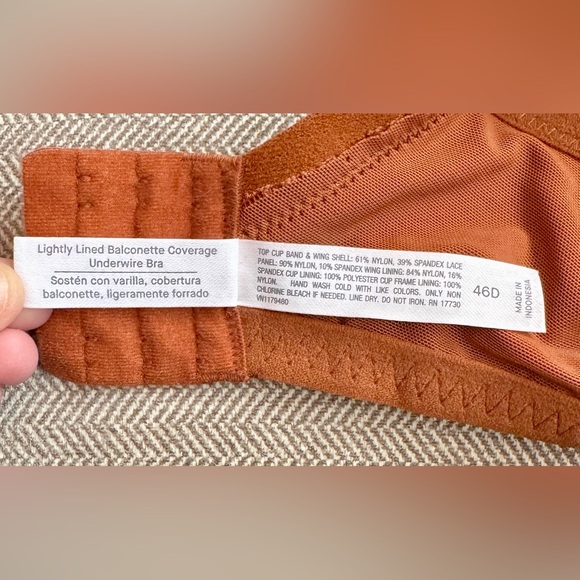 Lightly Lined Balconette Coverage
Underwire Bra
Sostén con varilla, cobertura
balconette, ligeramente forrado
TOP CUP BAND & WING SHELL: 61% NYLON, 39% SPANDEX LACE
PANEL: 90% NYLON, 10% SPANDEX WING LINING: 84% NYLON, 16%
SPANDEX CUP LINING: 100% POLYESTER CUP FRAME LINING: 100%
NYLON. HAND WASH COLD WITH LIKE COLORS. ONLY NON
CHLORINE BLEACH IF NEEDED. LINE DRY. DO NOT IRON. RN 17730
VN1179480
46D
MADE IN
INDONESIA